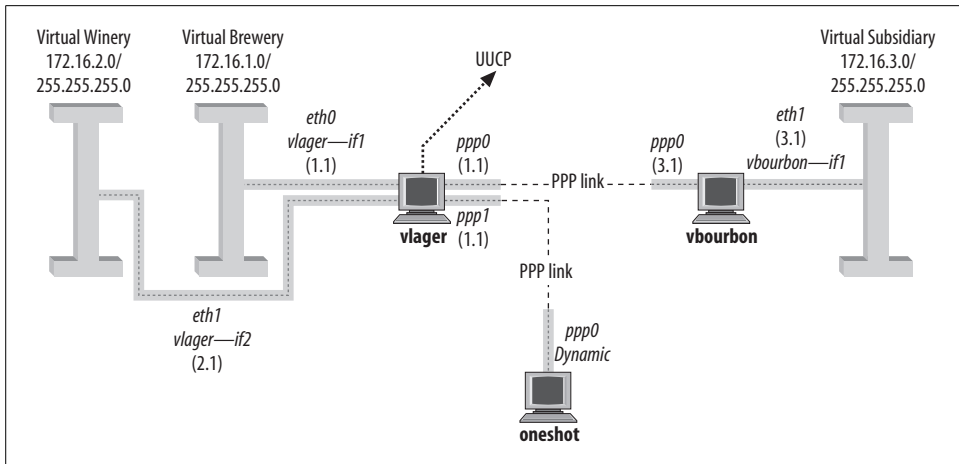 Virtual Winery
172.16.2.0/
255.255.255.0
Virtual Brewery
172.16.1.0/
255.255.255.0
Virtual Subsidiary
172.16.3.0/
255.255.255.0
UUCP
eth0
vlager—if1
(1.1)
ppp0
(1.1)
ppp0
(3.1)
eth1
(3.1)
vbourbon—if1
PPP link
ppp1
(1.1)
vlager
vbourbon
PPP link
eth1
vlager—if2
(2.1)
ppp0
Dynamic
oneshot